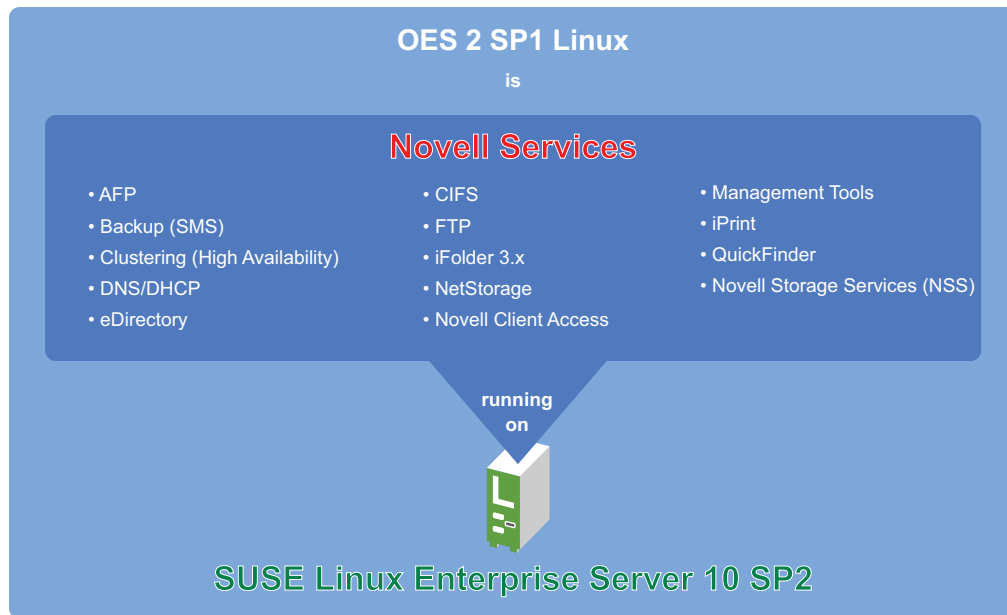 OES 2 SP1 Linux
is
Novell Services
• AFP
• Backup (SMS)
• Clustering (High Availability)
• DNS/DHCP
• eDirectory
• CIFS
• FTP
• iFolder 3.x
• NetStorage
• Novell Client Access
• Management Tools
• iPrint
• QuickFinder
• Novell Storage Services (NSS)
running
on
SUSE Linux Enterprise Server 10 SP2